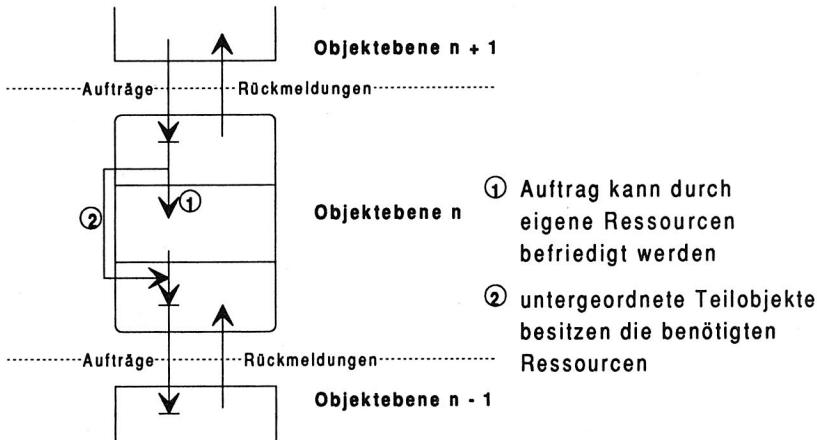 Objektebene n + 1
Aufträge Rückmeldungen
① Auftrag kann durch
eigene Ressourcen
befriedigt werden
①
②
Objektebene n
② untergeordnete Teilobjekte
besitzen die benötigten
Ressourcen
Aufträge Rückmeldungen
Objektebene n - 1